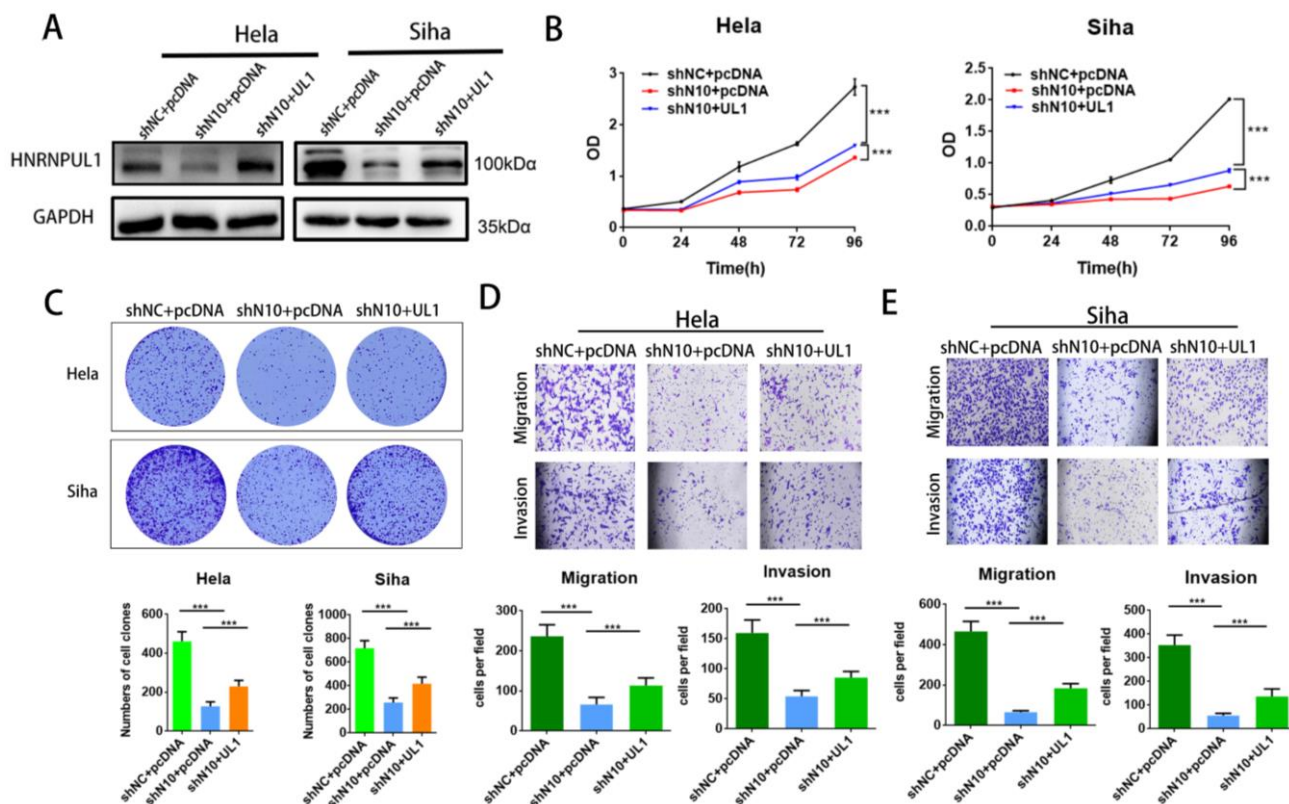 A
Hela
Siha
shNC+pcDNA
shN10+pcDNA
shN10+UL1
shNC+pcDNA
shN10+pcDNA
shN10+UL1
HNRNPUL1
100kDα
GAPDH
35kDα
B
Hela
shNC+pcDNA
shN10+pcDNA
shN10+UL1
OD
3
2
1
0
***
***
0 24 48 72 96
Time(h)
Siha
shNC+pcDNA
shN10+pcDNA
shN10+UL1
OD
2.5
2.0
1.5
1.0
0.5
0.0
***
***
0 24 48 72 96
Time(h)
C
shNC+pcDNA shN10+pcDNA shN10+UL1
Hela
Siha
Hela
Numbers of cell clones
600
400
200
0
***
***
shNC+pcDNA
shN10+pcDNA
shN10+UL1
Siha
Numbers of cell clones
1000
800
600
400
200
0
***
***
shNC+pcDNA
shN10+pcDNA
shN10+UL1
D
Hela
shNC+pcDNA shN10+pcDNA shN10+UL1
Migration
Invasion
Migration
cells per field
300
200
100
0
***
***
shNC+pcDNA
shN10+pcDNA
shN10+UL1
Invasion
cells per field
200
150
100
50
0
***
***
shNC+pcDNA
shN10+pcDNA
shN10+UL1
E
Siha
shNC+pcDNA shN10+pcDNA shN10+UL1
Migration
Invasion
Migration
cells per field
600
400
200
0
***
***
shNC+pcDNA
shN10+pcDNA
shN10+UL1
Invasion
cells per field
500
400
300
200
100
0
***
***
shNC+pcDNA
shN10+pcDNA
shN10+UL1